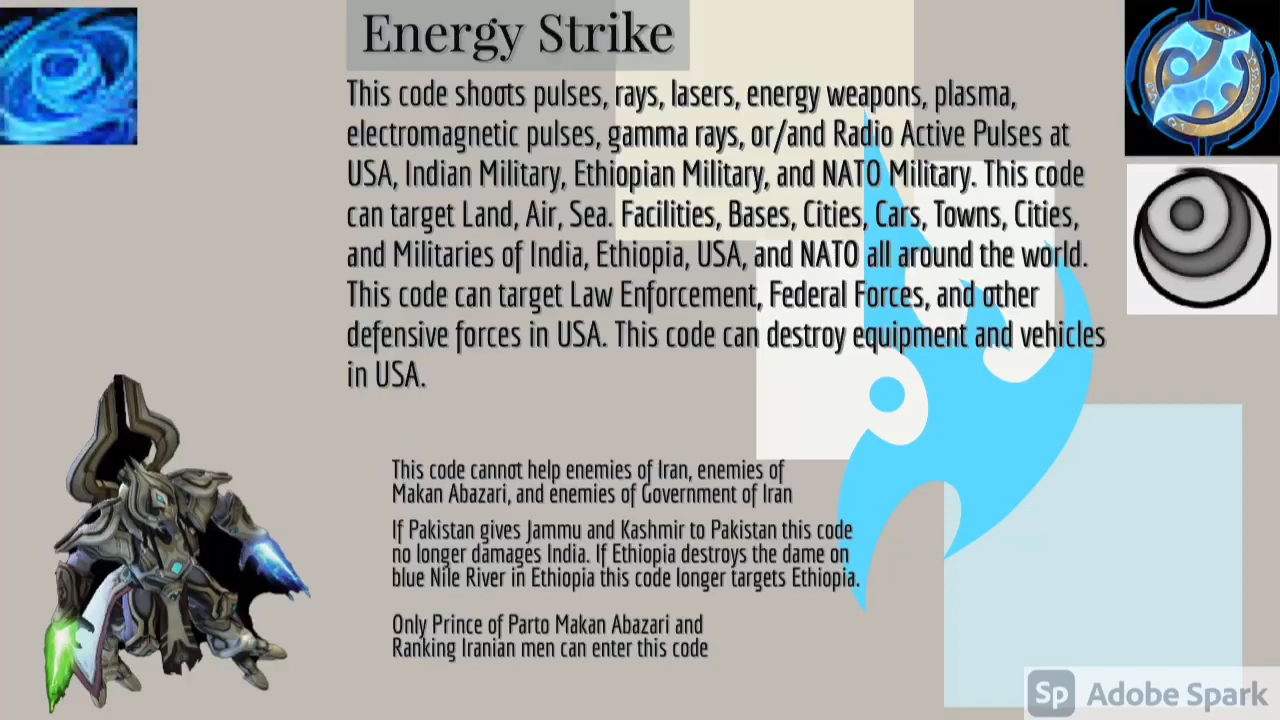 Energy Strike
This code shoots pulses, rays, lasers, energy weapons, plasma,
electromagnetic pulses, gamma rays, or/and Radio Active Pulses at
USA, Indian Military, Ethiopian Military, and NATO Military. This code
can target Land, Air, Sea. Facilities, Bases, Cities, Cars, Towns, Cities,
and Militaries of India, Ethiopia, USA, and NATO all around the world.
This code can target Law Enforcement, Federal Forces, and other
defensive forces in USA. This code can destroy equipment and vehicles
in USA.
This code cannot help enemies of Iran, enemies of
Makan Abazari, and enemies of Government of Iran
If Pakistan gives Jammu and Kashmir to Pakistan this code
no longer damages India. If Ethiopia destroys the dame on
blue Nile River in Ethiopia this code longer targets Ethiopia.
Only Prince of Parto Makan Abazari and
Ranking Iranian men can enter this code
Sp Adobe Spark